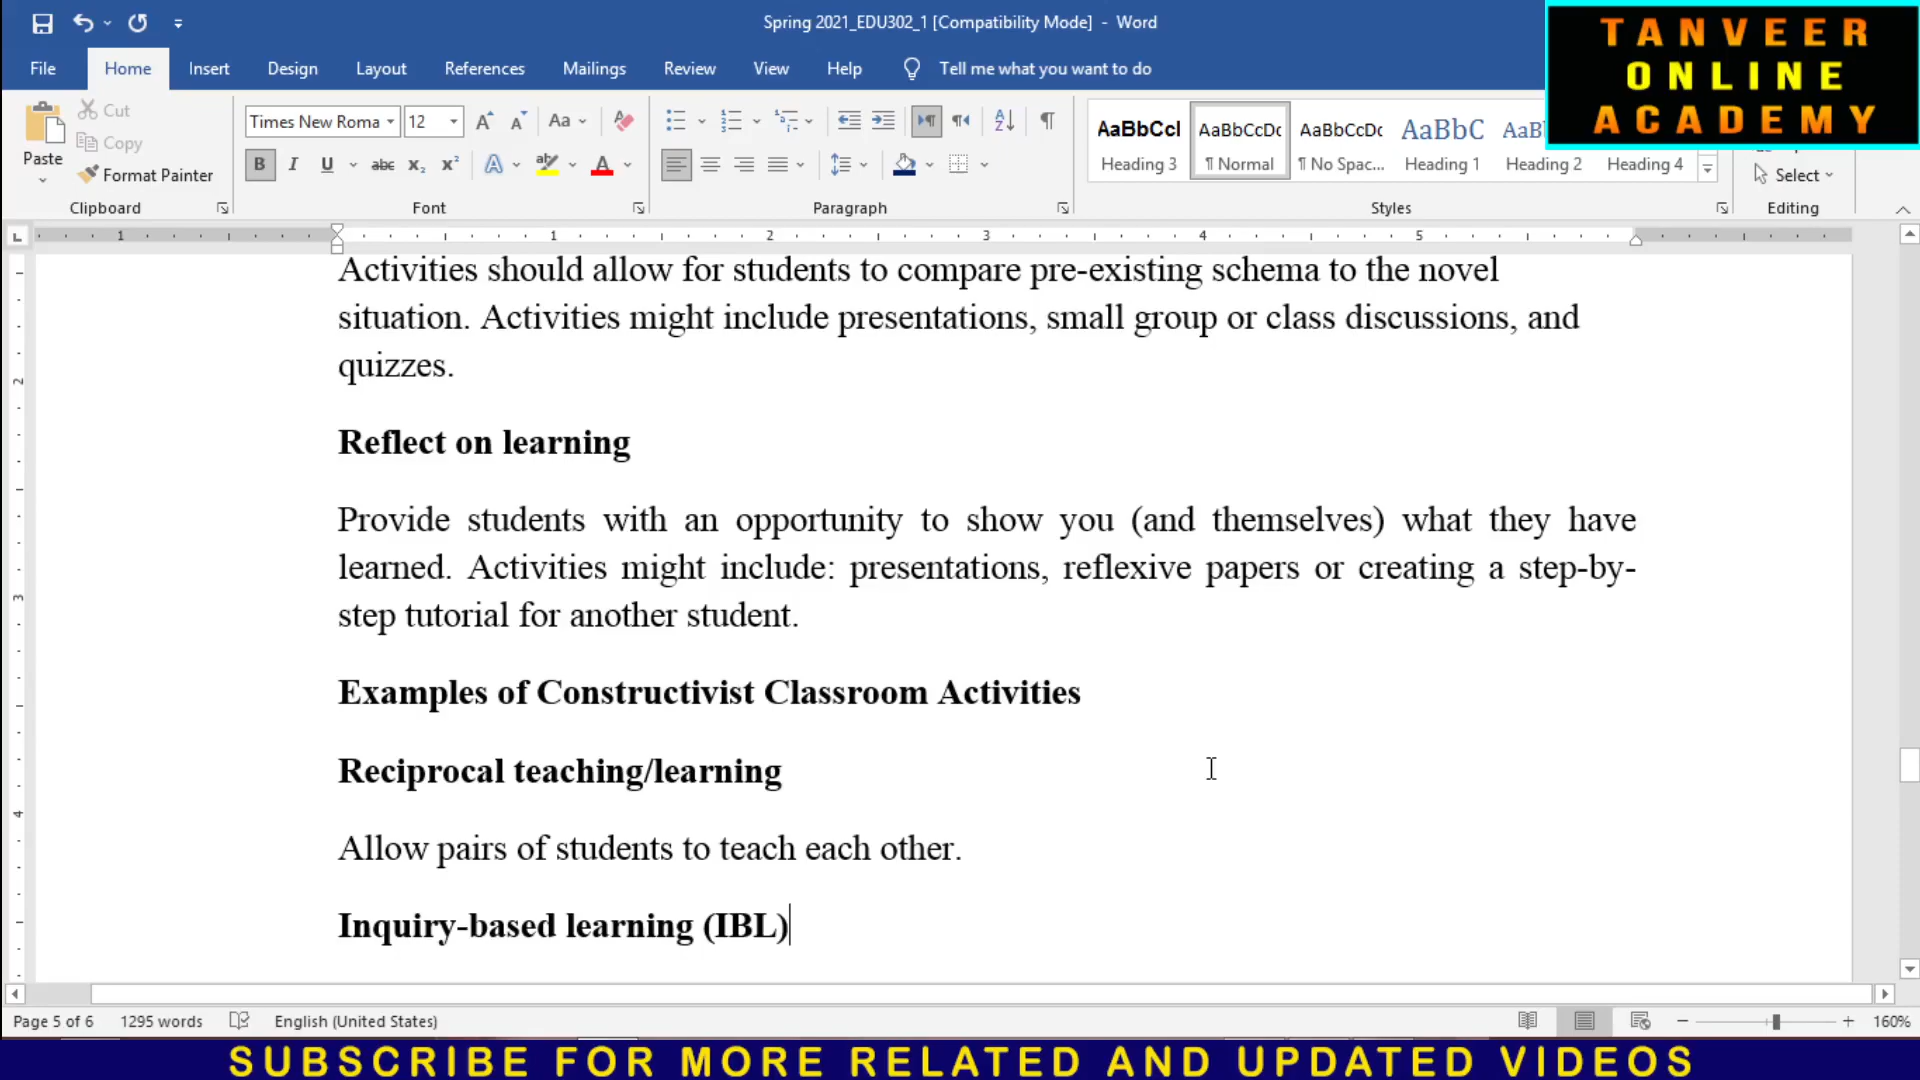 Spring 2021_EDU302_1 [Compatibility Mode] - Word
TANVEER
ONLINE
ACADEMY
File Home Insert Design Layout References Mailings Review View Help Tell me what you want to do
Cut
Copy
Paste
Format Painter
Times New Roma 12
AaBbCcI AaBbCcDc AaBbCcDc AaBbC
Heading 3 ¶ Normal ¶ No Spac... Heading 1 Heading 2 Heading 4
Select
Clipboard Font Paragraph Styles Editing
1 1 2 3 4 5
Activities should allow for students to compare pre-existing schema to the novel
situation. Activities might include presentations, small group or class discussions, and
quizzes.
Reflect on learning
Provide students with an opportunity to show you (and themselves) what they have
learned. Activities might include: presentations, reflexive papers or creating a step-by-
step tutorial for another student.
Examples of Constructivist Classroom Activities
Reciprocal teaching/learning
Allow pairs of students to teach each other.
Inquiry-based learning (IBL)
Page 5 of 6 1295 words English (United States) 160%
SUBSCRIBE FOR MORE RELATED AND UPDATED VIDEOS